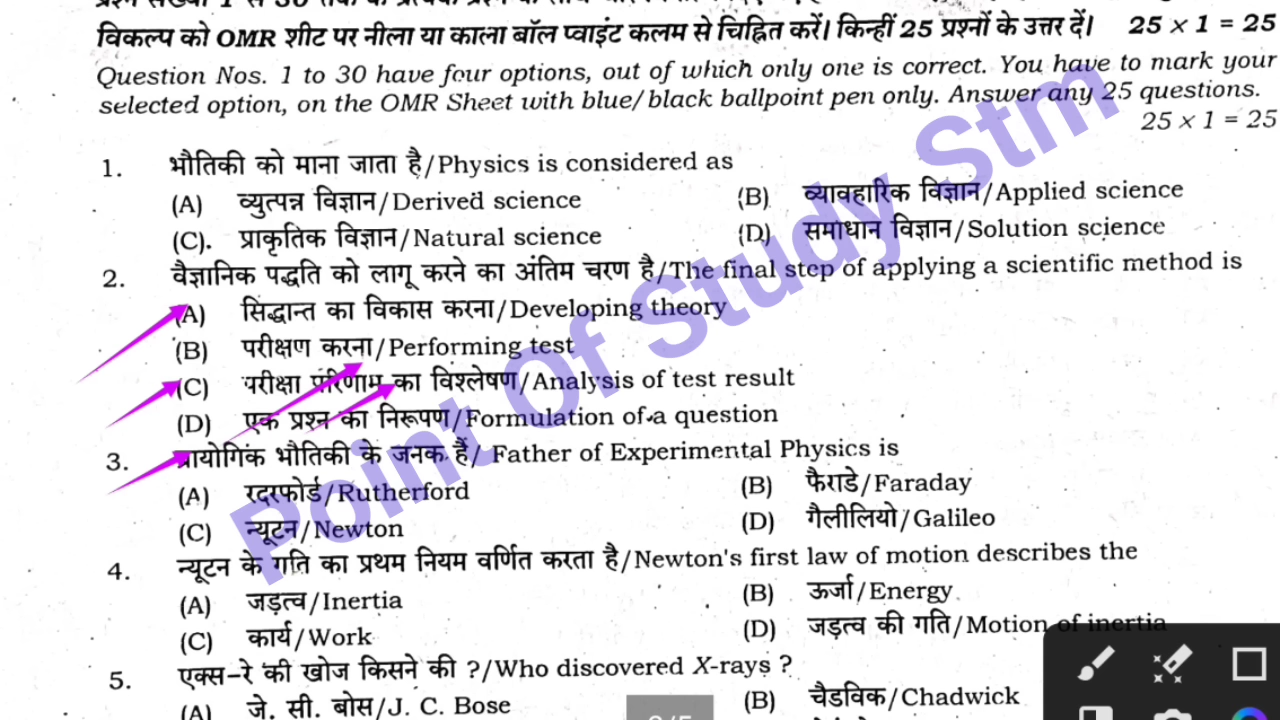 विकल्प को OMR शीट पर नीला या काला बॉल प्वाइंट कलम से चिह्नित करें। किन्हीं 25 प्रश्नों के उत्तर दें। 25 × 1 = 25
Question Nos. 1 to 30 have four options, out of which only one is correct. You have to mark your
selected option, on the OMR Sheet with blue/black ballpoint pen only. Answer any 25 questions.
25 × 1 = 25
1. भौतिकी को माना जाता है/Physics is considered as
(A) व्युत्पन्न विज्ञान/Derived science (B) व्यावहारिक विज्ञान/Applied science
(C). प्राकृतिक विज्ञान/Natural science (D) समाधान विज्ञान/Solution science
2. वैज्ञानिक पद्धति को लागू करने का अंतिम चरण है/The final step of applying a scientific method is
(A) सिद्धान्त का विकास करना/Developing theory
(B) परीक्षण करना/Performing test
(C) परीक्षा परिणाम का विश्लेषण/Analysis of test result
(D) एक प्रश्न का निरूपण/Formulation of a question
3. प्रायोगिक भौतिकी के जनक हैं/ Father of Experimental Physics is
(A) रदरफोर्ड/Rutherford (B) फैराडे/Faraday
(C) न्यूटन/Newton (D) गैलीलियो/Galileo
4. न्यूटन के गति का प्रथम नियम वर्णित करता है/Newton's first law of motion describes the
(A) जड़त्व/Inertia (B) ऊर्जा/Energy
(C) कार्य/Work (D) जड़त्व की गति/Motion of inertia
5. एक्स-रे की खोज किसने की ?/Who discovered X-rays ?
(A) जे. सी. बोस/J. C. Bose (B) चैडविक/Chadwick
Point Of Study Stm